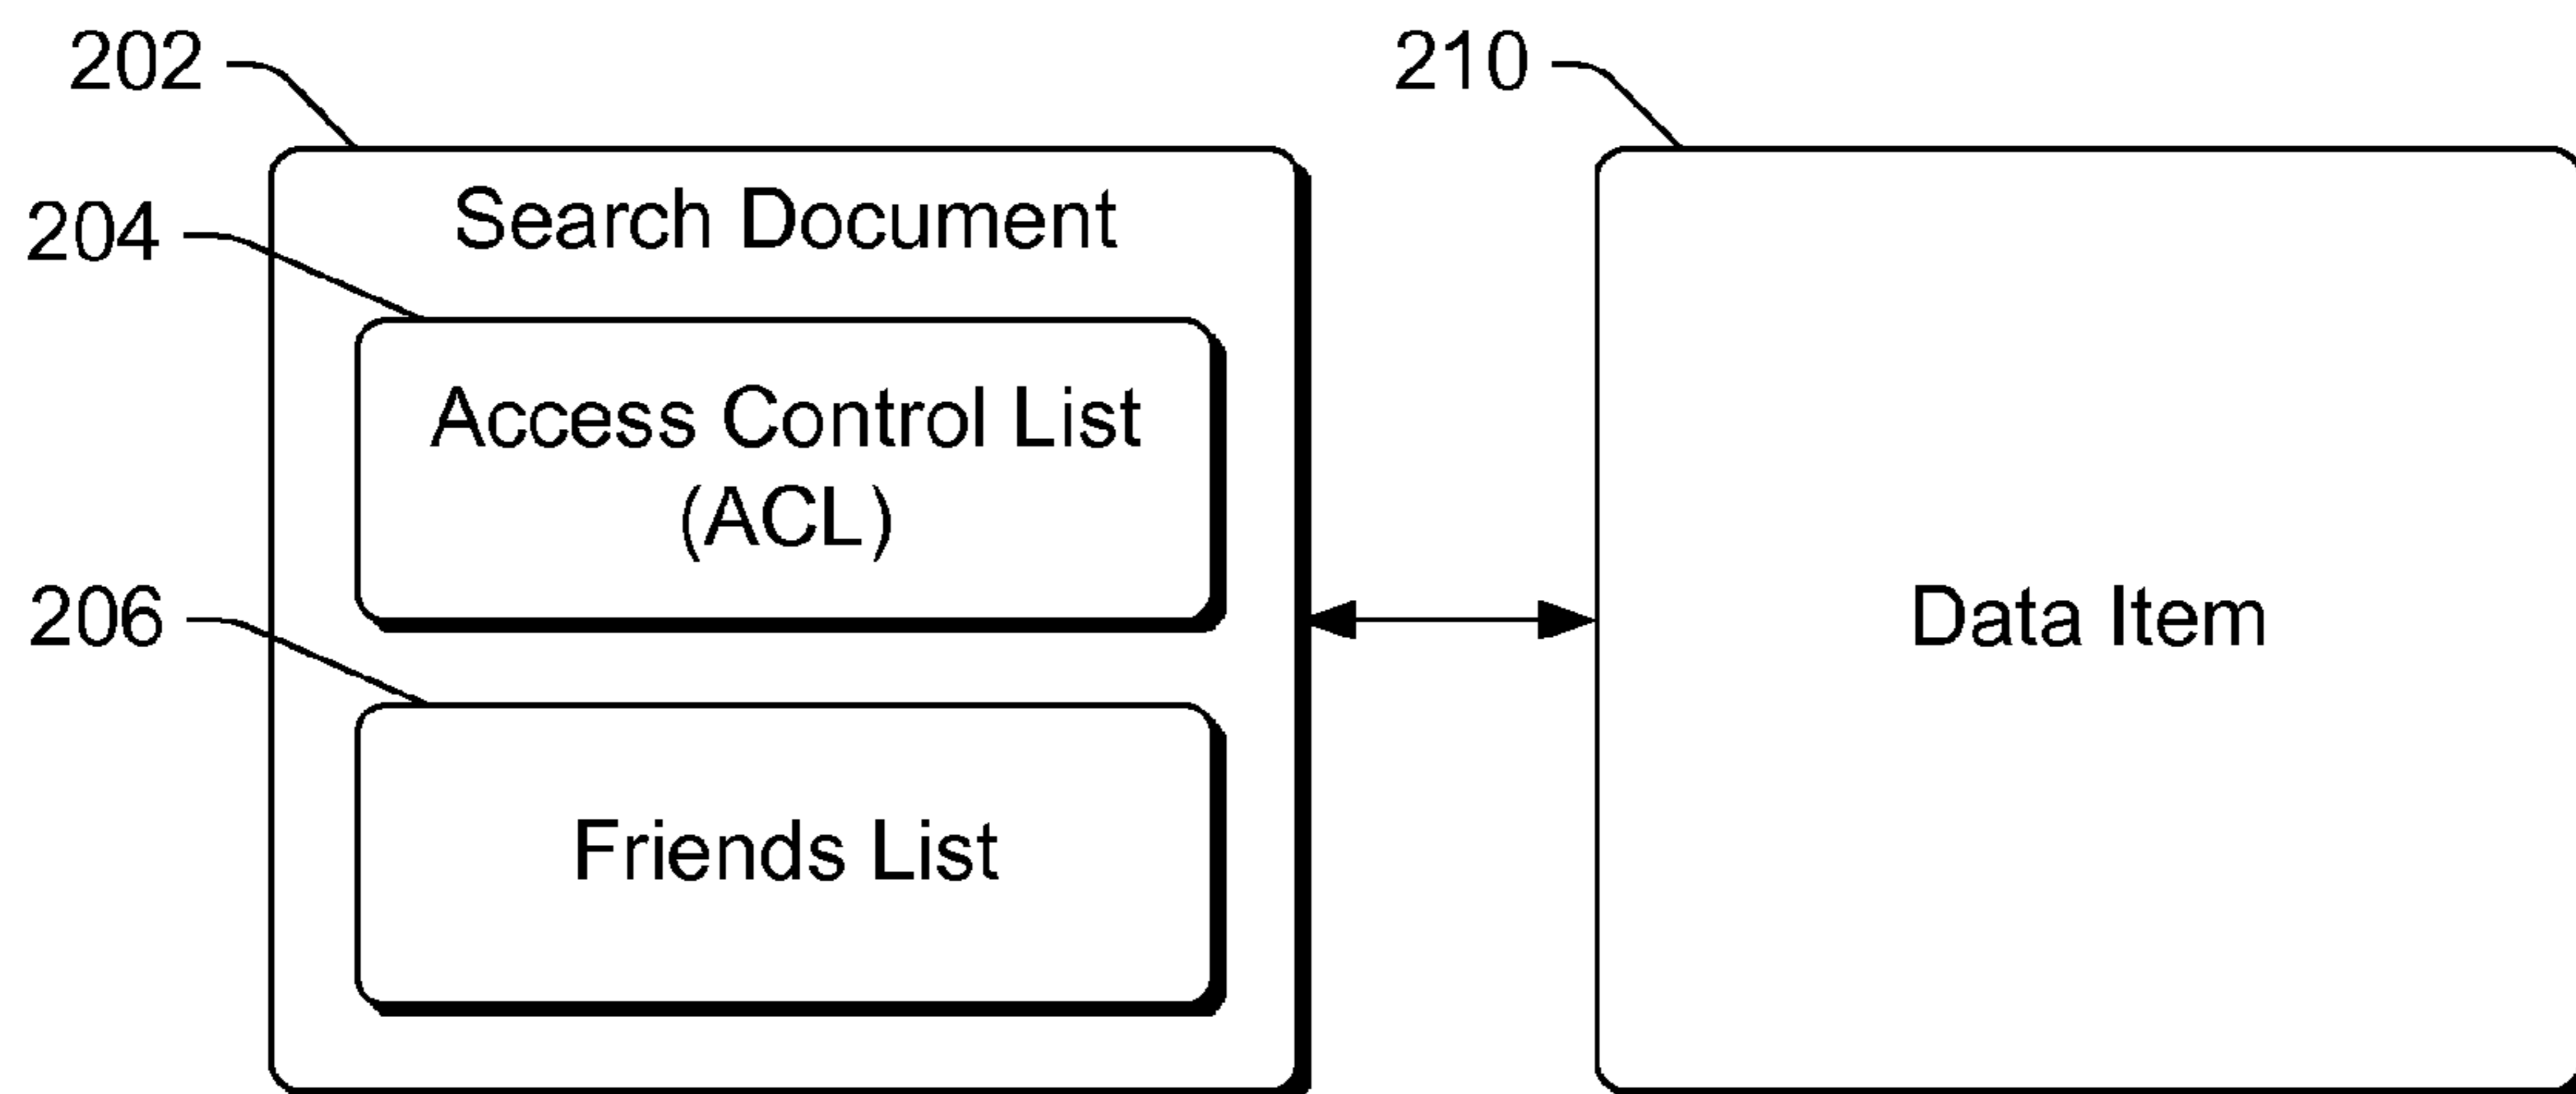 202
210
Search Document
204
Access Control List
(ACL)
206
Data Item
Friends List